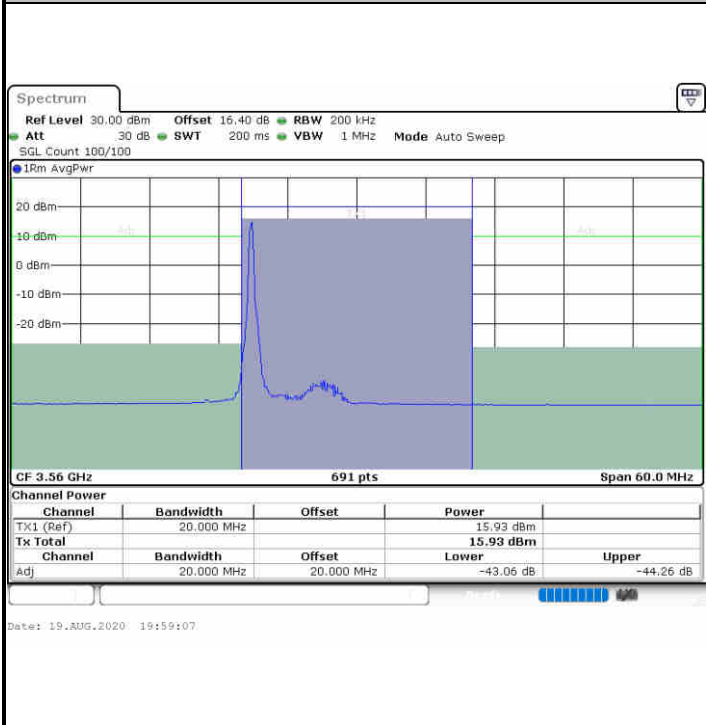 Spectrum
Ref Level 30.00 dBm Offset 16.40 dB RBW 200 kHz
Att 30 dB SWT 200 ms VBW 1 MHz Mode Auto Sweep
SGL Count 100/100
1Rm AvgPwr
20 dBm
Adj 10 dBm Adj
0 dBm
-10 dBm
-20 dBm
CF 3.56 GHz 691 pts Span 60.0 MHz
Channel Power
Channel Bandwidth Offset Power
TX1 (Ref) 20.000 MHz 15.93 dBm
Tx Total 15.93 dBm
Channel Bandwidth Offset Lower Upper
Adj 20.000 MHz 20.000 MHz -43.06 dB -44.26 dB
Date: 19.AUG.2020 19:59:07